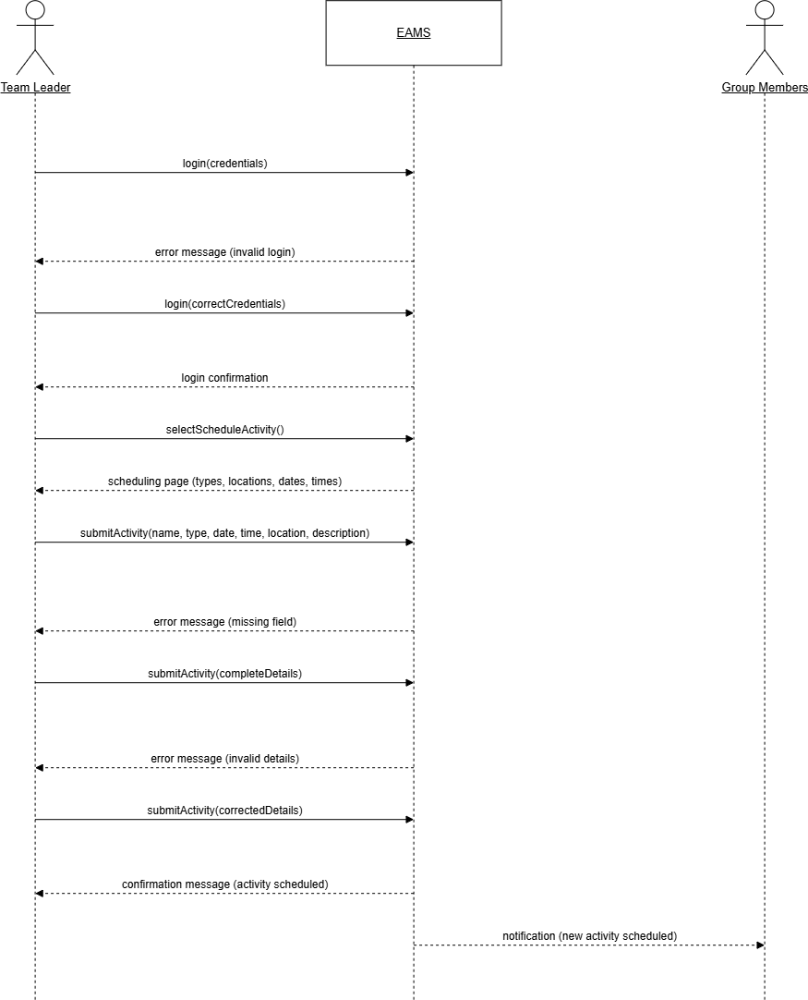 EAMS
Team Leader
Group Members
login(credentials)
error message (invalid login)
login(correctCredentials)
login confirmation
selectScheduleActivity()
scheduling page (types, locations, dates, times)
submitActivity(name, type, date, time, location, description)
error message (missing field)
submitActivity(completeDetails)
error message (invalid details)
submitActivity(correctedDetails)
confirmation message (activity scheduled)
notification (new activity scheduled)